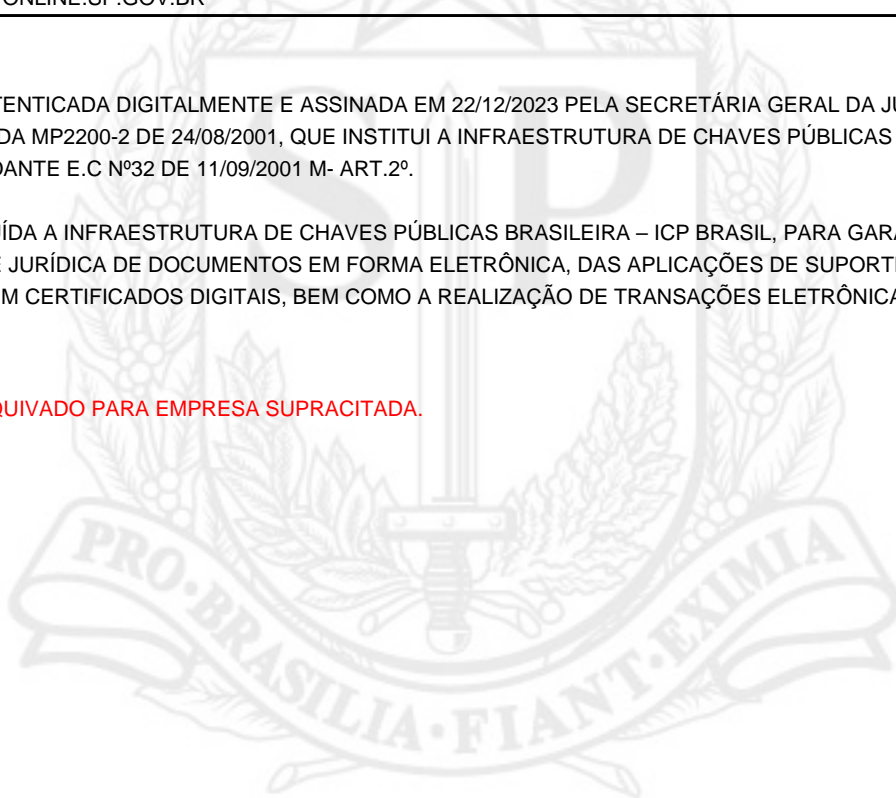 ONLINE.SP.GOV.BR
TENTICADA DIGITALMENTE E ASSINADA EM 22/12/2023 PELA SECRETÁRIA GERAL DA JU
DA MP2200-2 DE 24/08/2001, QUE INSTITUI A INFRAESTRUTURA DE CHAVES PÚBLICAS
DANTE E.C Nº32 DE 11/09/2001 M- ART.2º.
ÍDA A INFRAESTRUTURA DE CHAVES PÚBLICAS BRASILEIRA – ICP BRASIL, PARA GARA
E JURÍDICA DE DOCUMENTOS EM FORMA ELETRÔNICA, DAS APLICAÇÕES DE SUPORTE
M CERTIFICADOS DIGITAIS, BEM COMO A REALIZAÇÃO DE TRANSAÇÕES ELETRÔNICA
QUIVADO PARA EMPRESA SUPRACITADA.
SP
PRO·BRASILIA·FIANT·EXIMIA